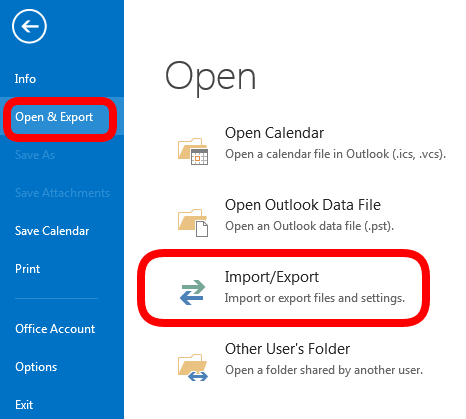 Info
Open & Export
Save As
Save Attachments
Save Calendar
Print
Office Account
Options
Exit
Open
Open Calendar
Open a calendar file in Outlook (.ics, .vcs).
Open Outlook Data File
Open an Outlook data file (.pst).
Import/Export
Import or export files and settings.
Other User's Folder
Open a folder shared by another user.